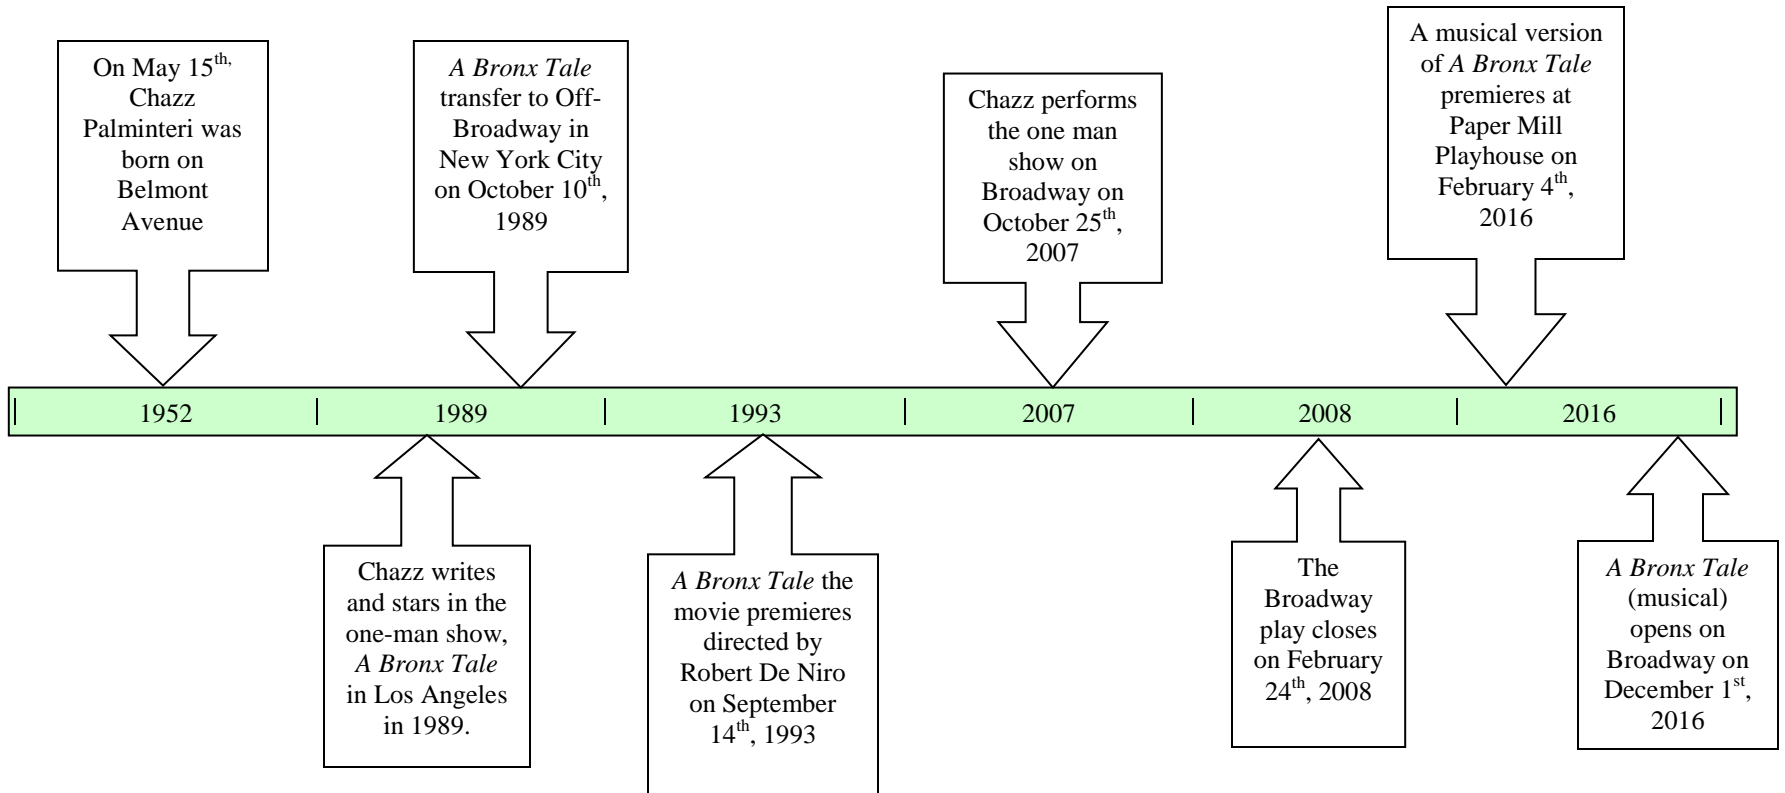 On May 15th,
Chazz
Palminteri was
born on
Belmont
Avenue
A Bronx Tale
transfer to Off-
Broadway in
New York City
on October 10th,
1989
Chazz performs
the one man
show on
Broadway on
October 25th,
2007
A musical version
of A Bronx Tale
premieres at
Paper Mill
Playhouse on
February 4th,
2016
1952 1989 1993 2007 2008 2016
Chazz writes
and stars in the
one-man show,
A Bronx Tale
in Los Angeles
in 1989.
A Bronx Tale the
movie premieres
directed by
Robert De Niro
on September
14th, 1993
The
Broadway
play closes
on February
24th, 2008
A Bronx Tale
(musical)
opens on
Broadway on
December 1st,
2016